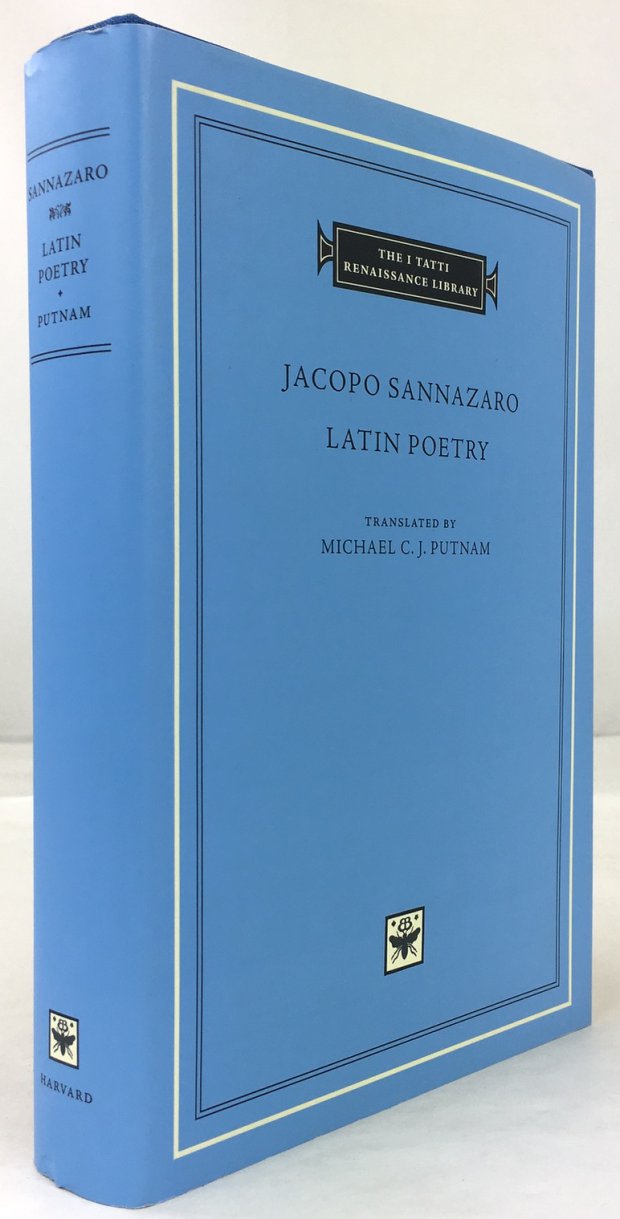 SANNAZARO
LATIN
POETRY
PUTNAM
HARVARD
THE I TATTI
RENAISSANCE LIBRARY
JACOPO SANNAZARO
LATIN POETRY
TRANSLATED BY
MICHAEL C. J. PUTNAM